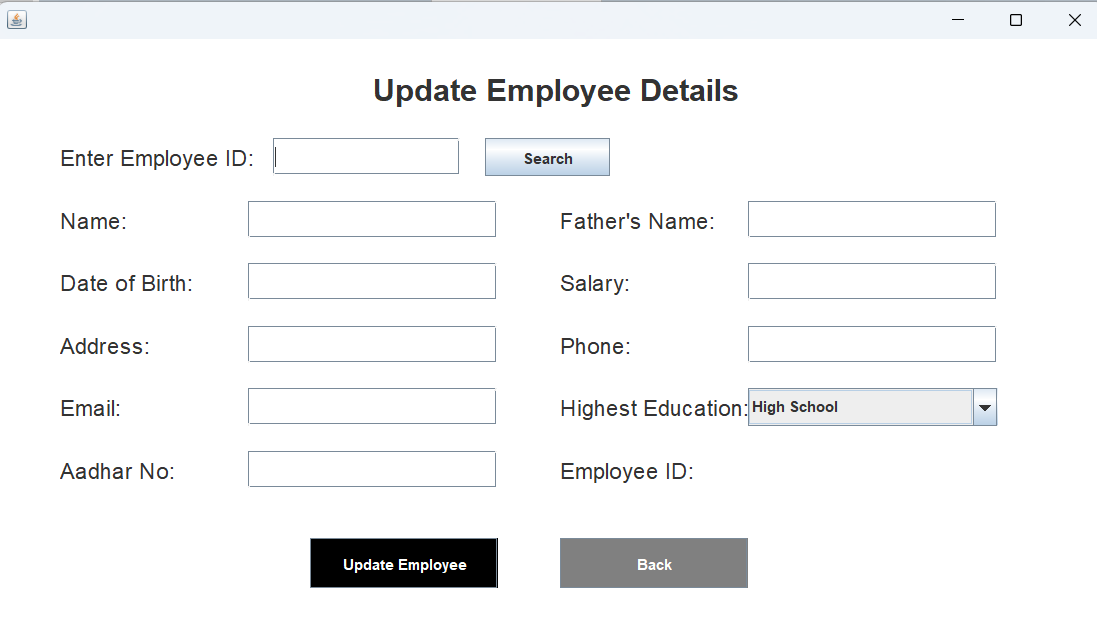 Update Employee Details
Enter Employee ID: Search
Name: Father's Name:
Date of Birth: Salary:
Address: Phone:
Email: Highest Education: High School
Aadhar No: Employee ID:
Update Employee Back